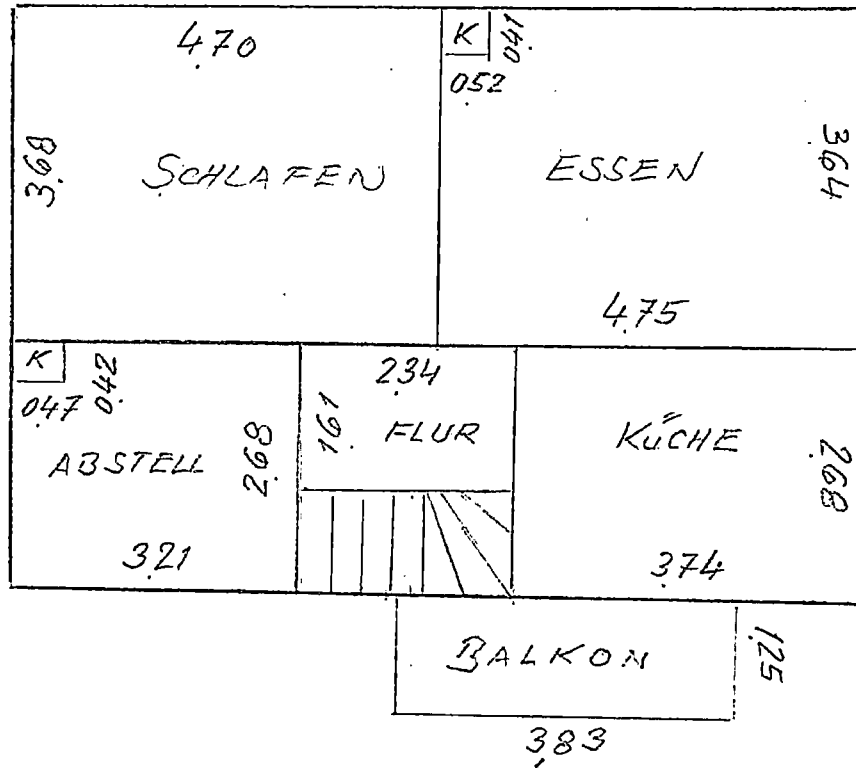 4.70
K
0.41
0.52
3.68
SCHLAFEN
ESSEN
3.64
4.75
K
0.42
0.47
2.34
1.61
FLUR
KÜCHE
2.68
ABSTELL
2.68
3.21
3.74
BALKON
1.25
3,83